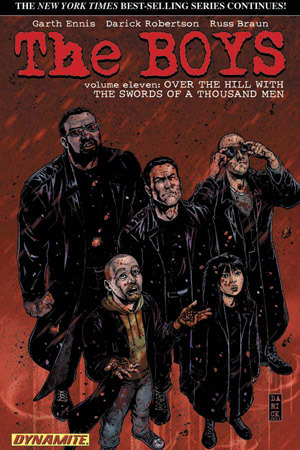 THE NEW YORK TIMES BEST-SELLING SERIES CONTINUES!
Garth Ennis Darick Robertson Russ Braun
The BOYS
volume eleven: OVER THE HILL WITH
THE SWORDS OF A THOUSAND MEN
DARICK
DYNAMITE.